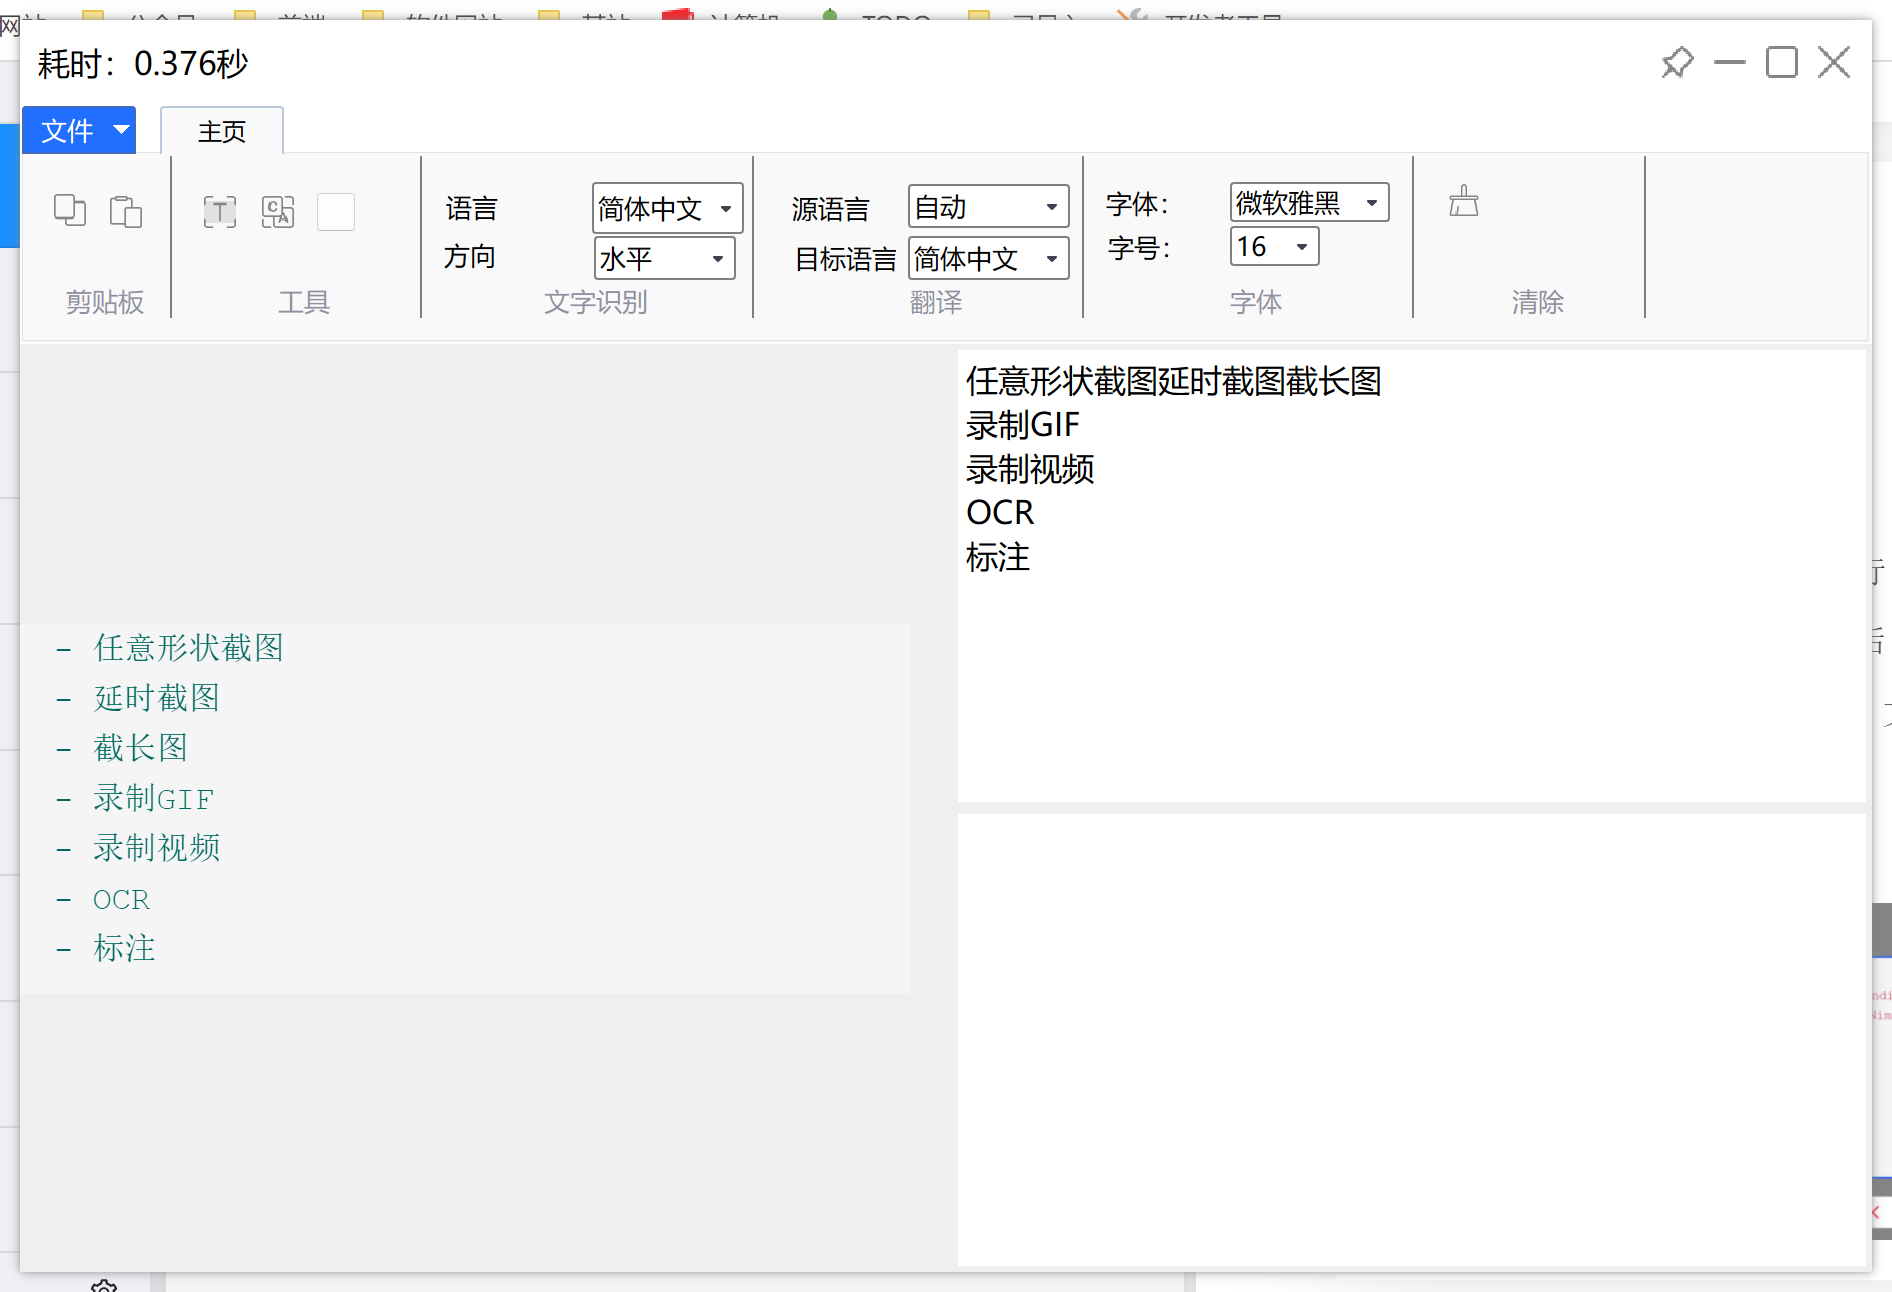 耗时：0.376秒
文件
主页
语言
简体中文
方向
水平
源语言
自动
目标语言
简体中文
字体：
微软雅黑
字号：
16
剪贴板
工具
文字识别
翻译
字体
清除
- 任意形状截图
- 延时截图
- 截长图
- 录制GIF
- 录制视频
- OCR
- 标注
任意形状截图延时截图截长图
录制GIF
录制视频
OCR
标注